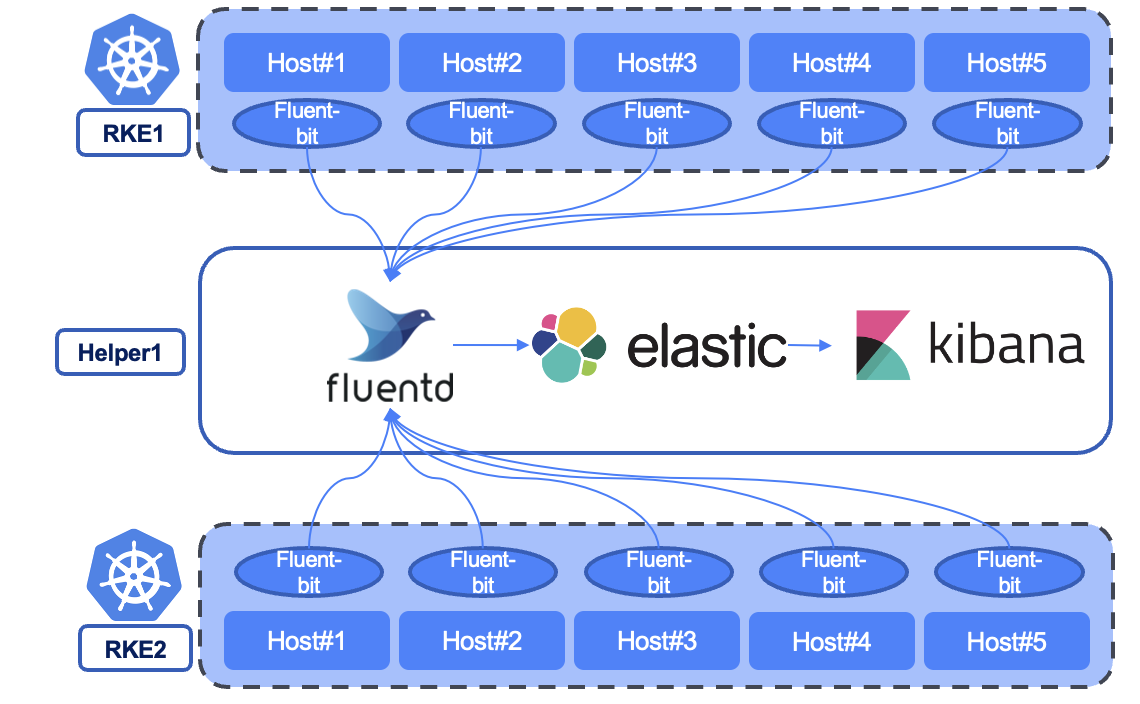 Host#1 Host#2 Host#3 Host#4 Host#5
Fluent- Fluent- Fluent- Fluent- Fluent-
bit bit bit bit bit
RKE1
Helper1
fluentd
elastic
kibana
RKE2
Fluent- Fluent- Fluent- Fluent- Fluent-
bit bit bit bit bit
Host#1 Host#2 Host#3 Host#4 Host#5